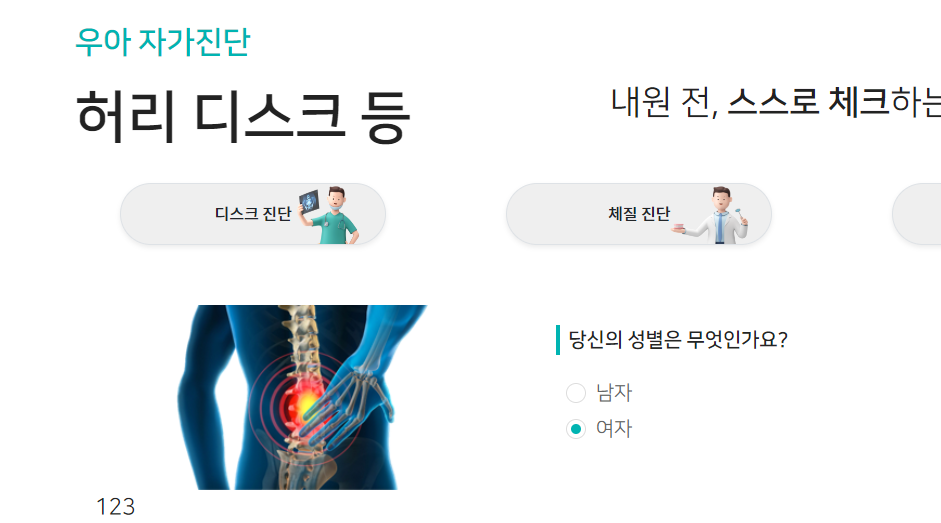 우아 자가진단
허리 디스크 등
내원 전, 스스로 체크하는
디스크 진단
체질 진단
당신의 성별은 무엇인가요?
남자
여자
123